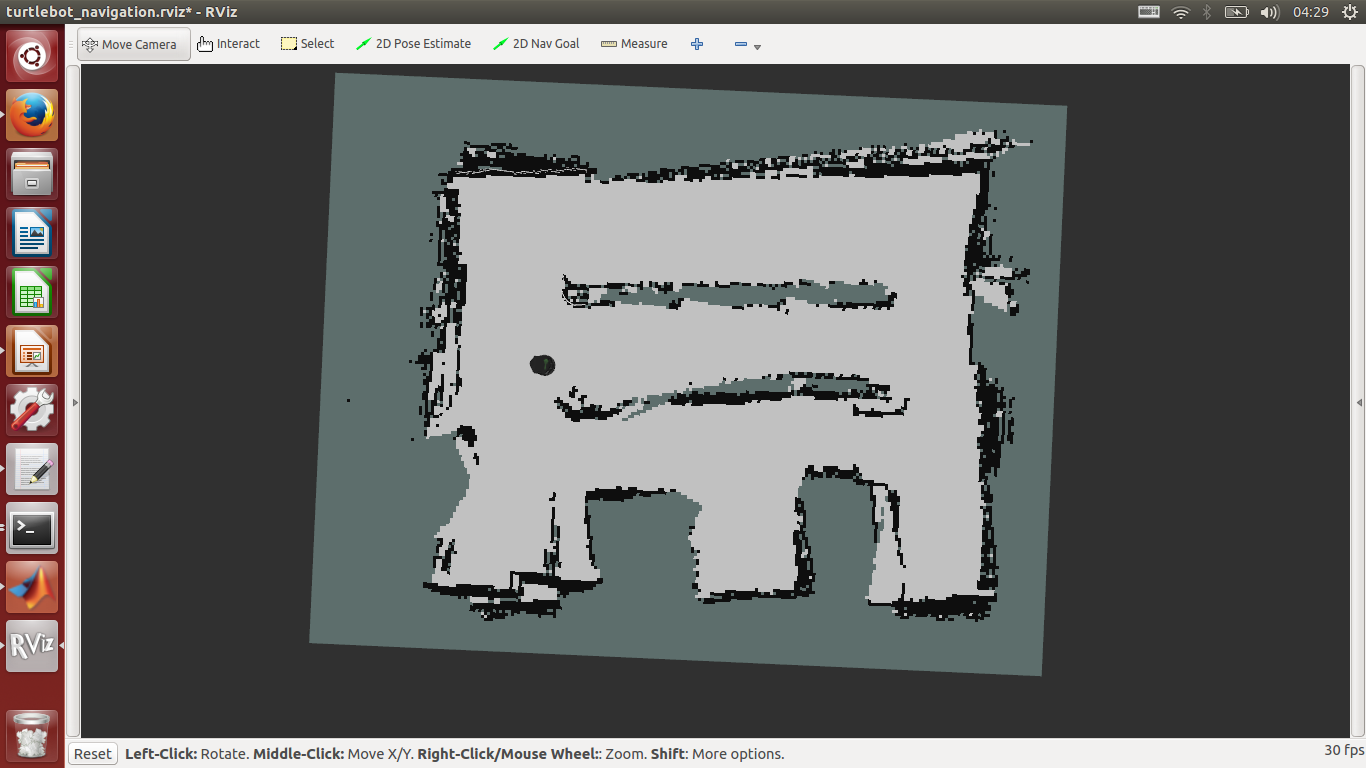 turtlebot_navigation.rviz* - RViz
04:29
Move Camera
Interact
Select
2D Pose Estimate
2D Nav Goal
Measure
>_
RViz
Reset
Left-Click: Rotate. Middle-Click: Move X/Y. Right-Click/Mouse Wheel:: Zoom. Shift: More options.
30 fps